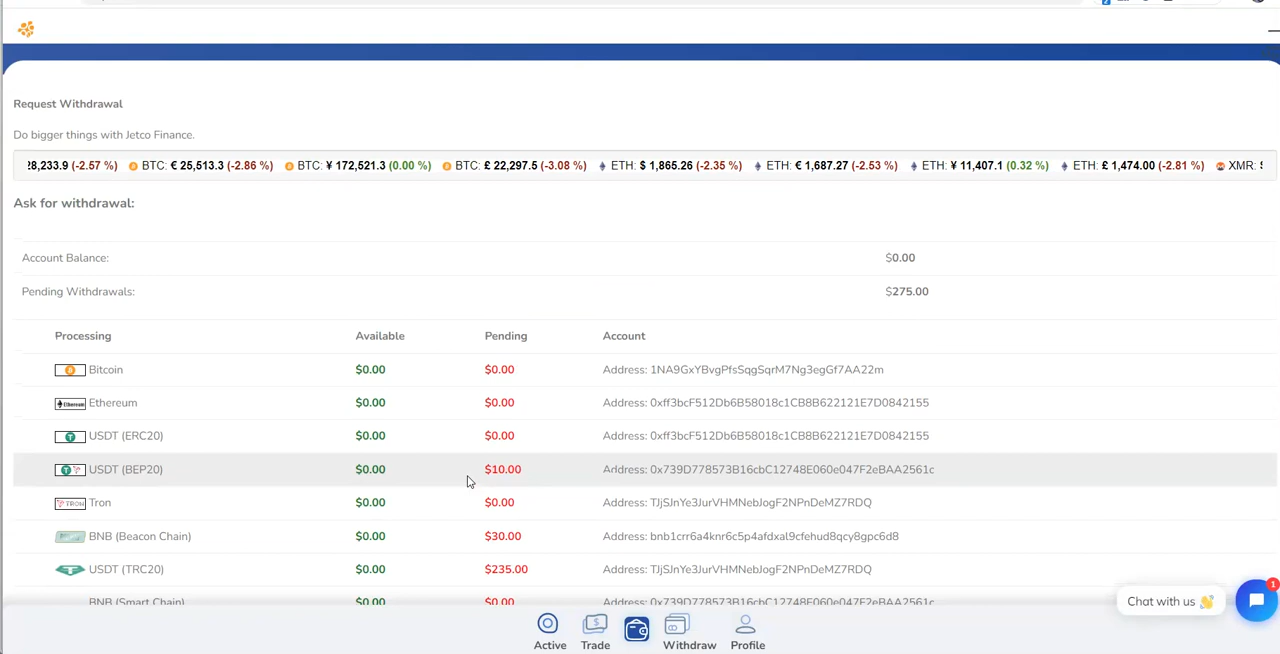 Request Withdrawal
Do bigger things with Jetco Finance.
28,233.9 (-2.57 %) BTC: € 25,513.3 (-2.86 %) BTC: ¥ 172,521.3 (0.00 %) BTC: £ 22,297.5 (-3.08 %) ETH: $ 1,865.26 (-2.35 %) ETH: € 1,687.27 (-2.53 %) ETH: ¥ 11,407.1 (0.32 %) ETH: £ 1,474.00 (-2.81 %) XMR: $
Ask for withdrawal:
Account Balance: $0.00
Pending Withdrawals: $275.00
Processing Available Pending Account
Bitcoin $0.00 $0.00 Address: 1NA9GxYBvgPfsSqgSqrM7Ng3egGf7AA22m
Ethereum Ethereum $0.00 $0.00 Address: 0xff3bcF512Db6B58018c1CB8B622121E7D0842155
USDT (ERC20) $0.00 $0.00 Address: 0xff3bcF512Db6B58018c1CB8B622121E7D0842155
USDT (BEP20) $0.00 $10.00 Address: 0x739D778573B16cbC12748E060e047F2eBAA2561c
TRON Tron $0.00 $0.00 Address: TJjSJnYe3JurVHMNebJogF2NPnDeMZ7RDQ
BNB (Beacon Chain) $0.00 $30.00 Address: bnb1crr6a4knr6c5p4afdxal9cfehud8qcy8gpc6d8
USDT (TRC20) $0.00 $235.00 Address: TJjSJnYe3JurVHMNebJogF2NPnDeMZ7RDQ
BNB (Smart Chain) $0.00 $0.00 Address: 0x739D778573B16cbC12748E060e047F2eBAA2561c
Chat with us 👋
1
Active Trade Withdraw Profile